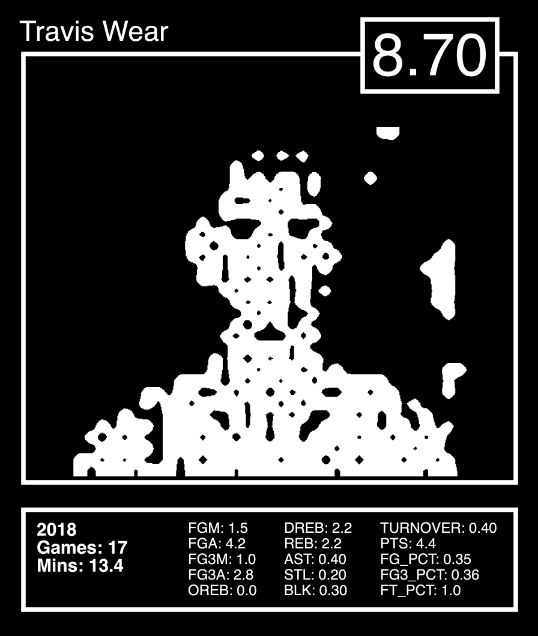 Travis Wear
8.70
2018
Games: 17
Mins: 13.4
FGM: 1.5
FGA: 4.2
FG3M: 1.0
FG3A: 2.8
OREB: 0.0
DREB: 2.2
REB: 2.2
AST: 0.40
STL: 0.20
BLK: 0.30
TURNOVER: 0.40
PTS: 4.4
FG_PCT: 0.35
FG3_PCT: 0.36
FT_PCT: 1.0